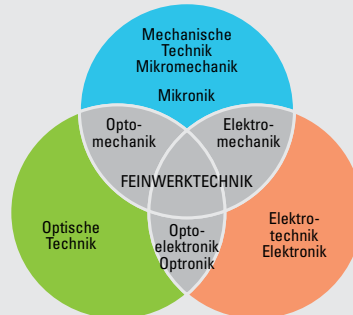 Mechanische
Technik
Mikromechanik
Mikronik
Opto-
mechanik
Elektro-
mechanik
FEINWERKTECHNIK
Optische
Technik
Opto-
elektronik
Optronik
Elektro-
technik
Elektronik